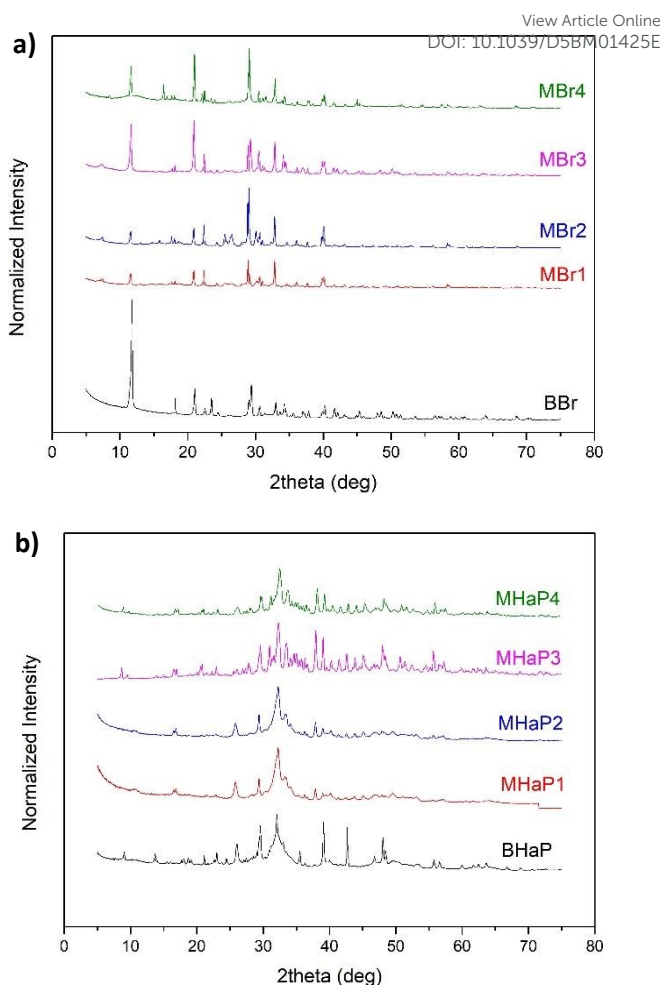 View Article Online
DOI: 10.1039/D5BM01425E
a)
MBr4
MBr3
MBr2
MBr1
BBr
Normalized Intensity
0 10 20 30 40 50 60 70 80
2theta (deg)
b)
MHaP4
MHaP3
MHaP2
MHaP1
BHaP
Normalized Intensity
0 10 20 30 40 50 60 70 80
2theta (deg)